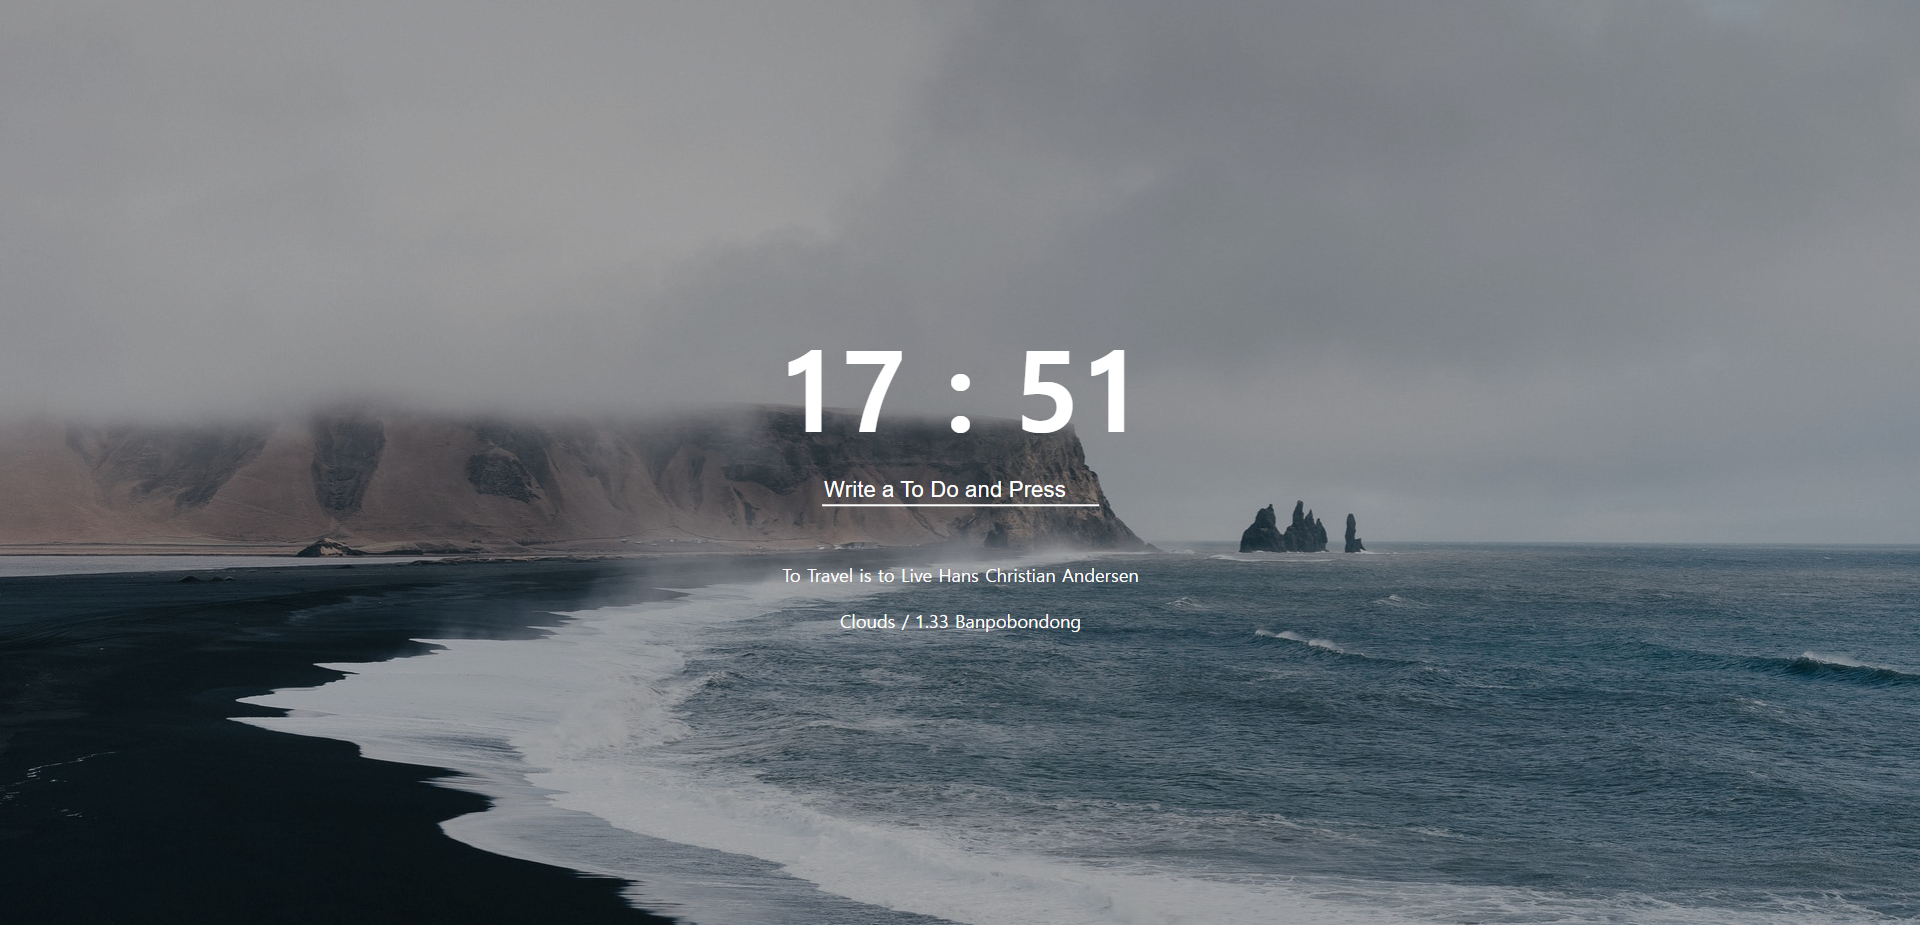 17 : 51
Write a To Do and Press
To Travel is to Live Hans Christian Andersen
Clouds / 1.33 Banpobondong